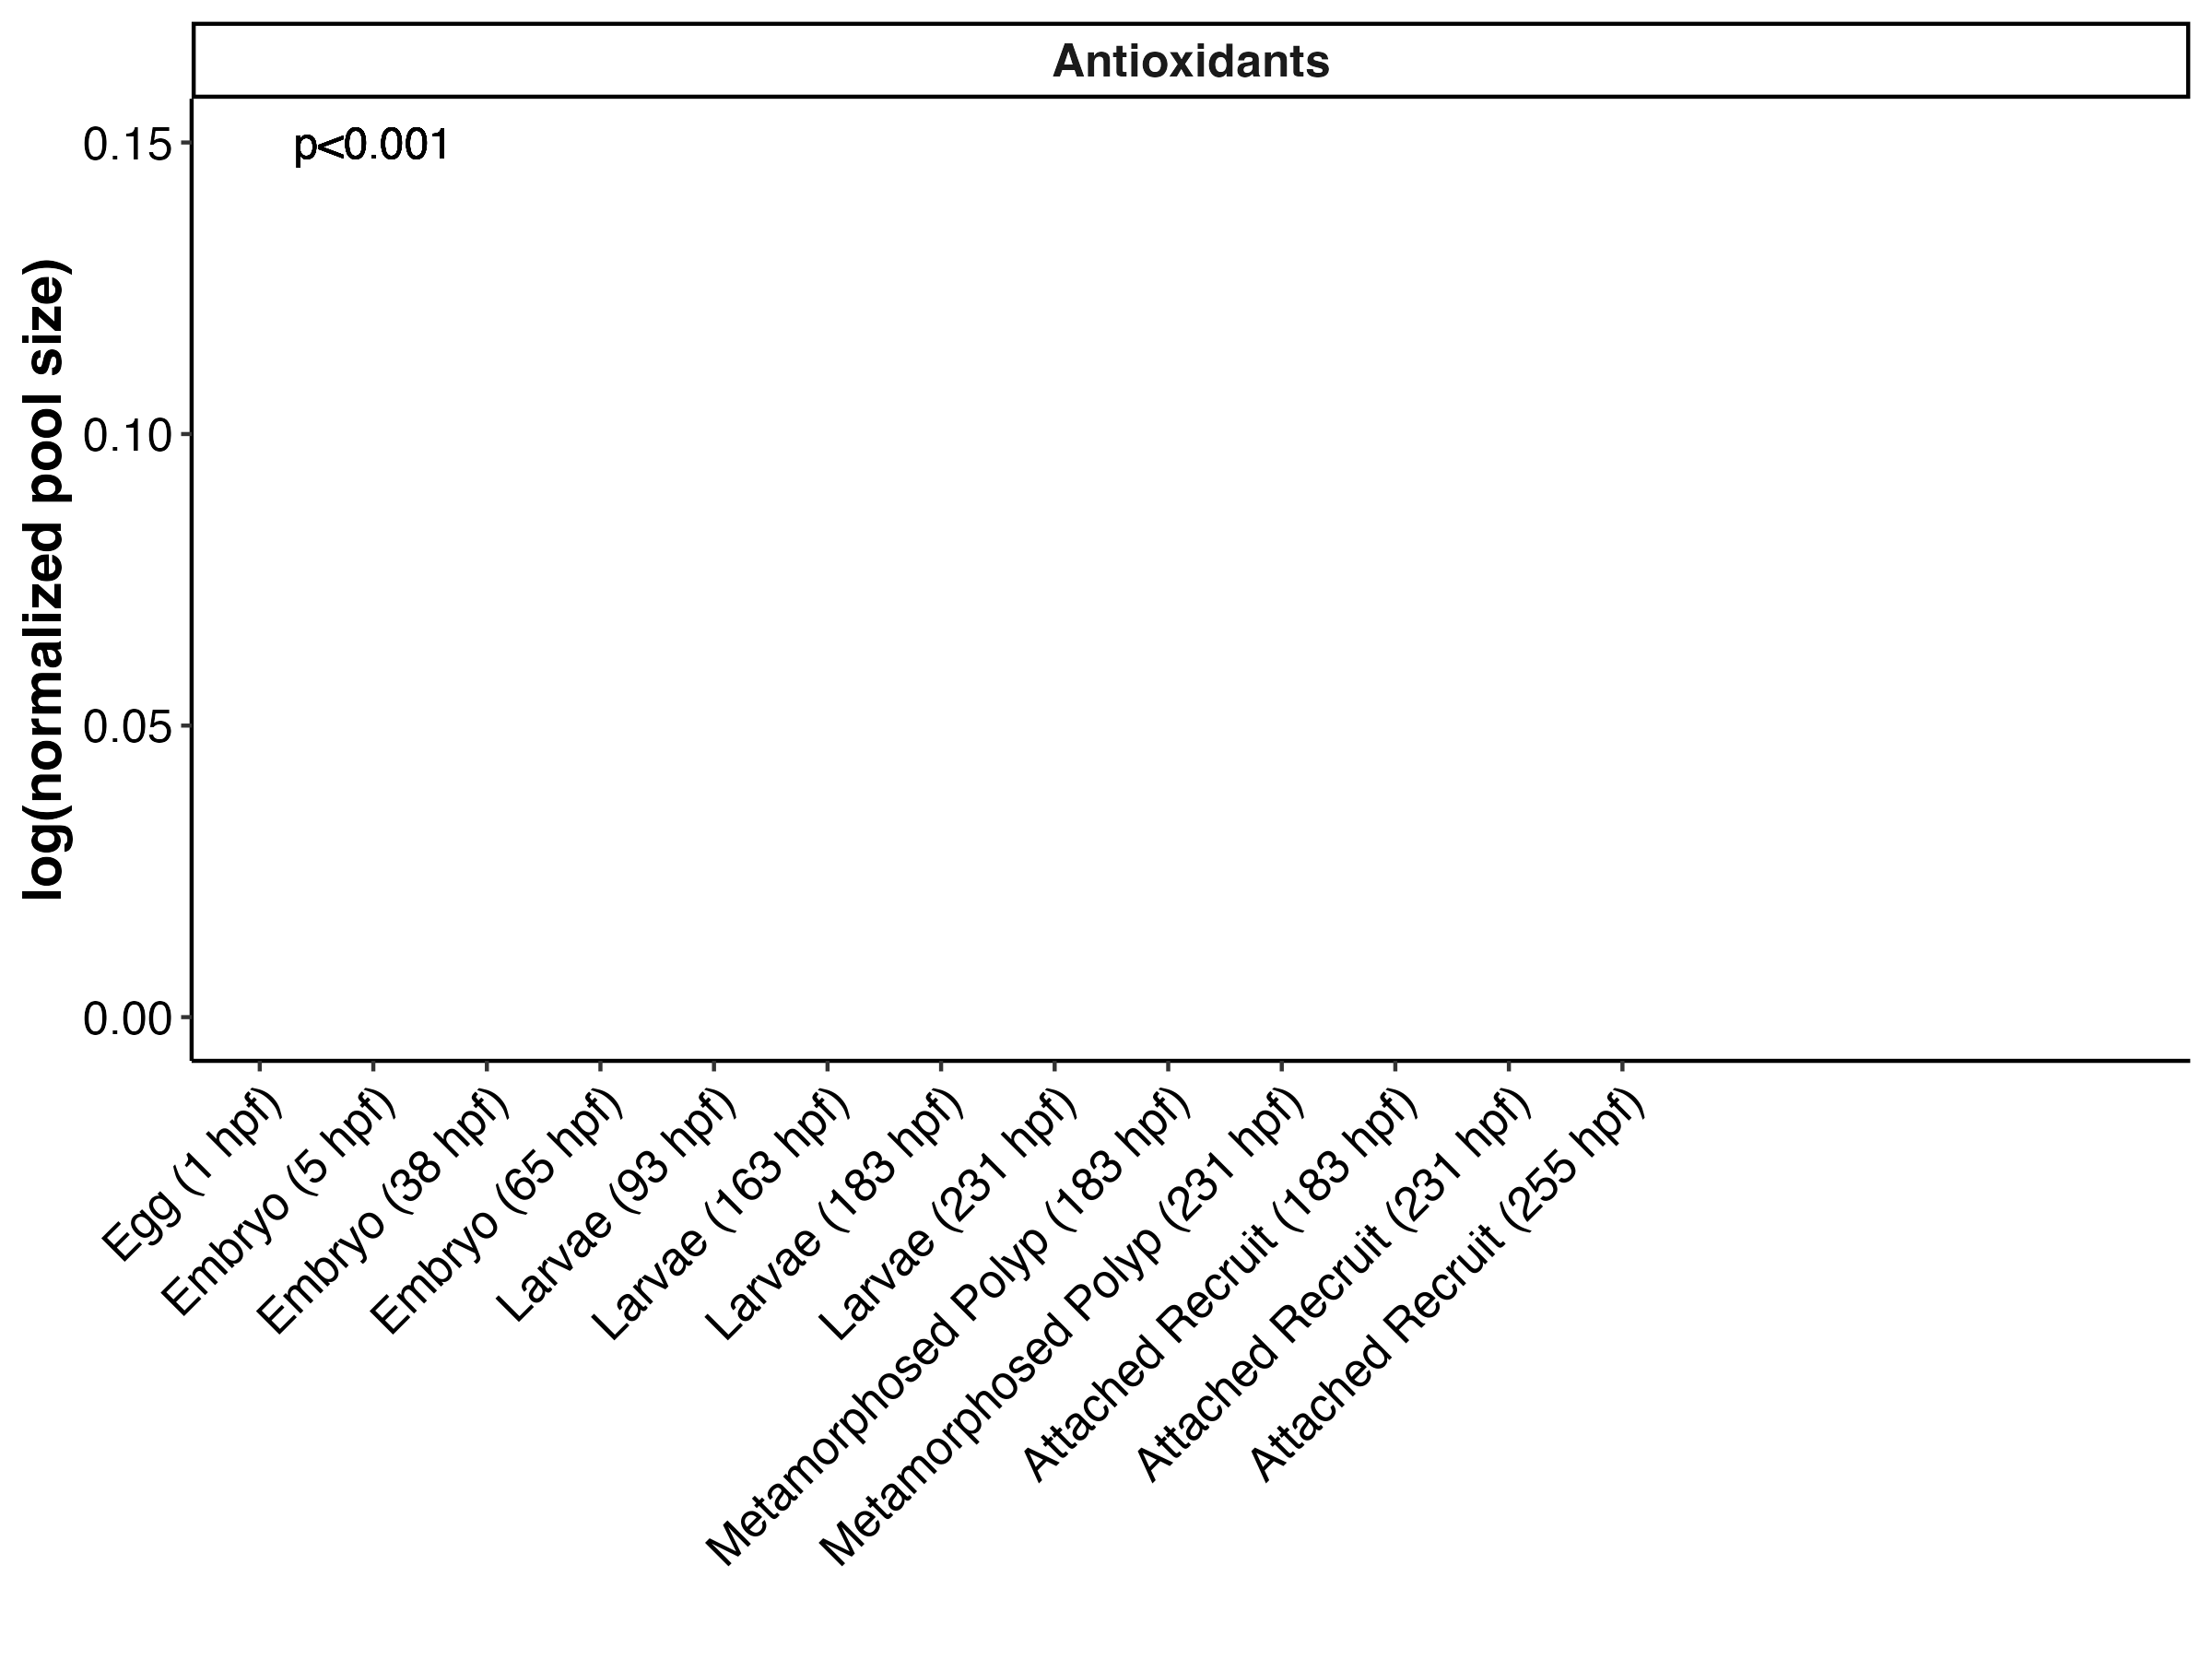 Antioxidants
p<0.001
log(normalized pool size)
0.15
0.10
0.05
0.00
Egg (1 hpf)
Embryo (5 hpf)
Embryo (38 hpf)
Embryo (65 hpf)
Larvae (93 hpf)
Larvae (163 hpf)
Larvae (183 hpf)
Larvae (231 hpf)
Metamorphosed Polyp (183 hpf)
Metamorphosed Polyp (231 hpf)
Attached Recruit (183 hpf)
Attached Recruit (231 hpf)
Attached Recruit (255 hpf)